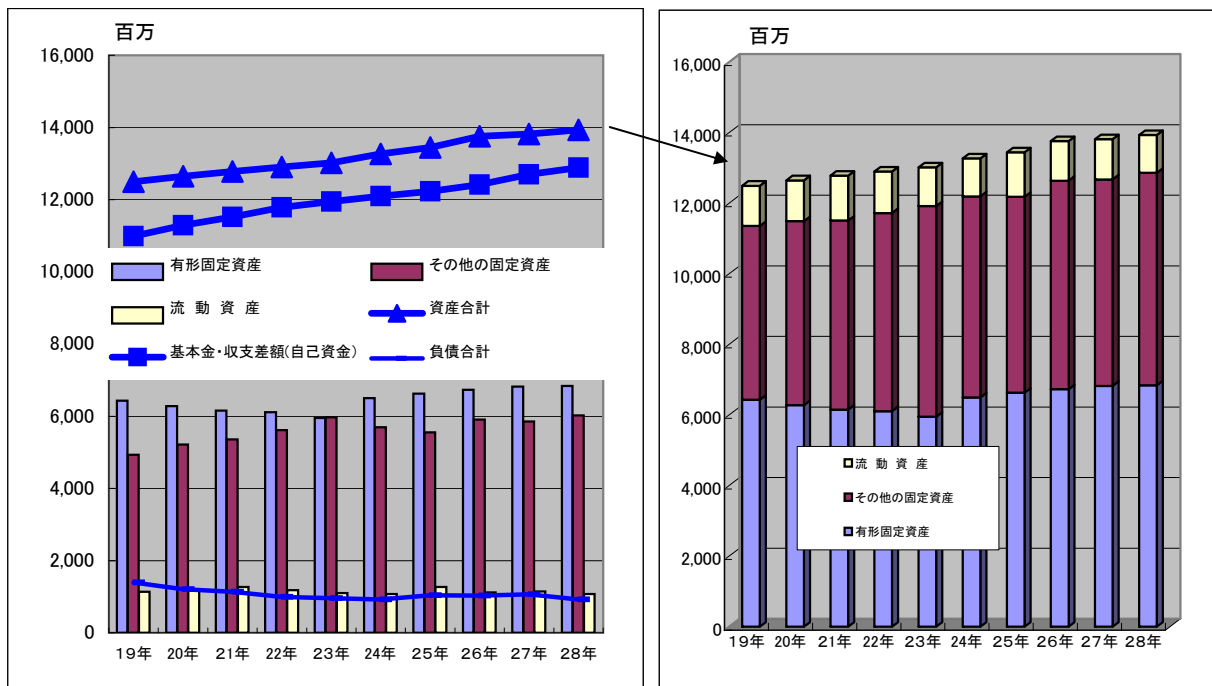 百万
16,000
14,000
12,000
10,000
8,000
6,000
4,000
2,000
0
有形固定資産 その他の固定資産
流 動 資 産 資産合計
基本金・収支差額(自己資金) 負債合計
19年 20年 21年 22年 23年 24年 25年 26年 27年 28年
百万
16,000
14,000
12,000
10,000
8,000
6,000
4,000
2,000
0
流 動 資 産
その他の固定資産
有形固定資産
19年 20年 21年 22年 23年 24年 25年 26年 27年 28年